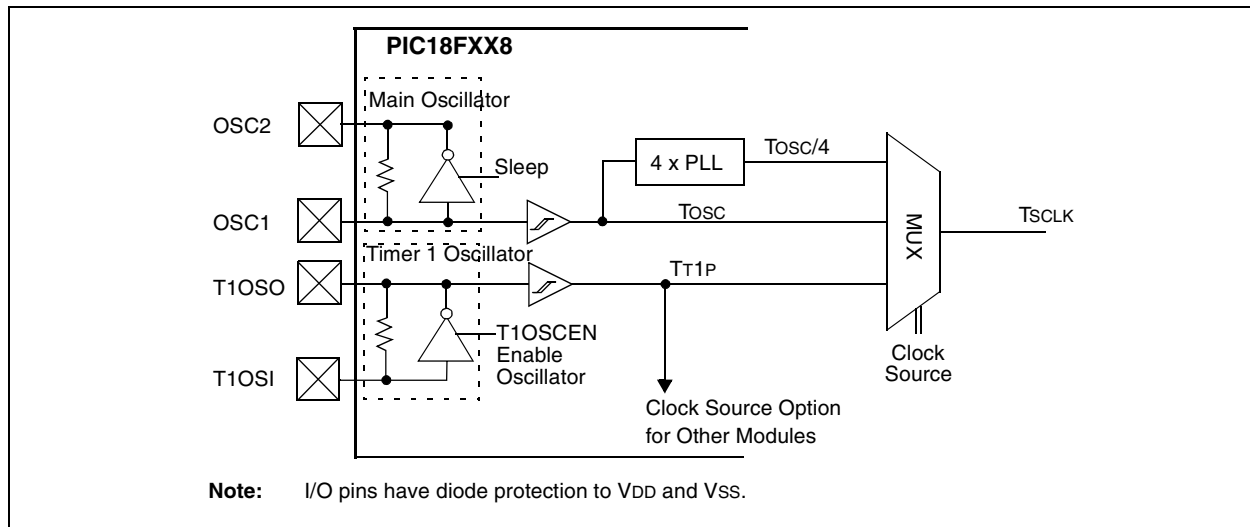 PIC18FXX8
Main Oscillator
OSC2
Sleep
4 x PLL
TOSC/4
OSC1
TOSC
MUX
TSCLK
Timer 1 Oscillator
T1OSO
TT1P
T1OSCEN
Enable
Oscillator
T1OSI
Clock
Source
Clock Source Option
for Other Modules
Note: I/O pins have diode protection to VDD and VSS.